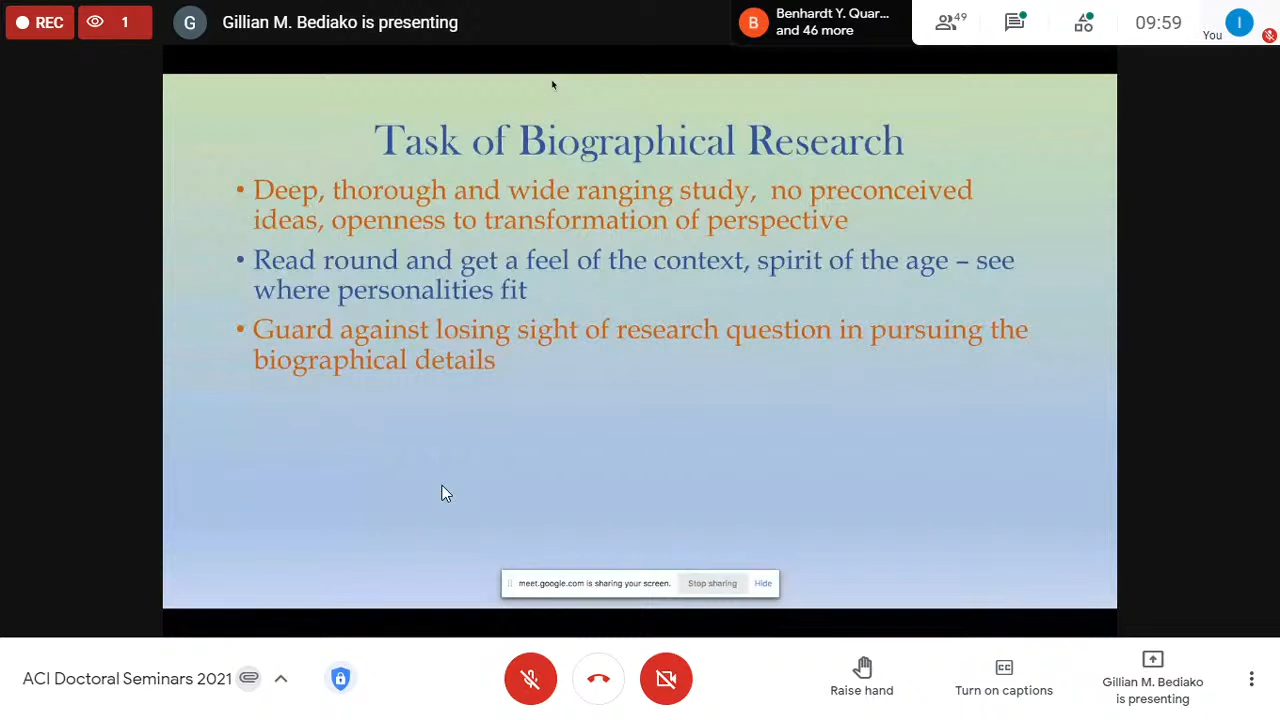 REC
1
G
Gillian M. Bediako is presenting
B
Benhardt Y. Quar...
and 46 more
49
09:59
You
I
Task of Biographical Research
• Deep, thorough and wide ranging study, no preconceived
ideas, openness to transformation of perspective
• Read round and get a feel of the context, spirit of the age – see
where personalities fit
• Guard against losing sight of research question in pursuing the
biographical details
meet.google.com is sharing your screen.
Stop sharing
Hide
ACI Doctoral Seminars 2021
Raise hand
CC
Turn on captions
Gillian M. Bediako
is presenting